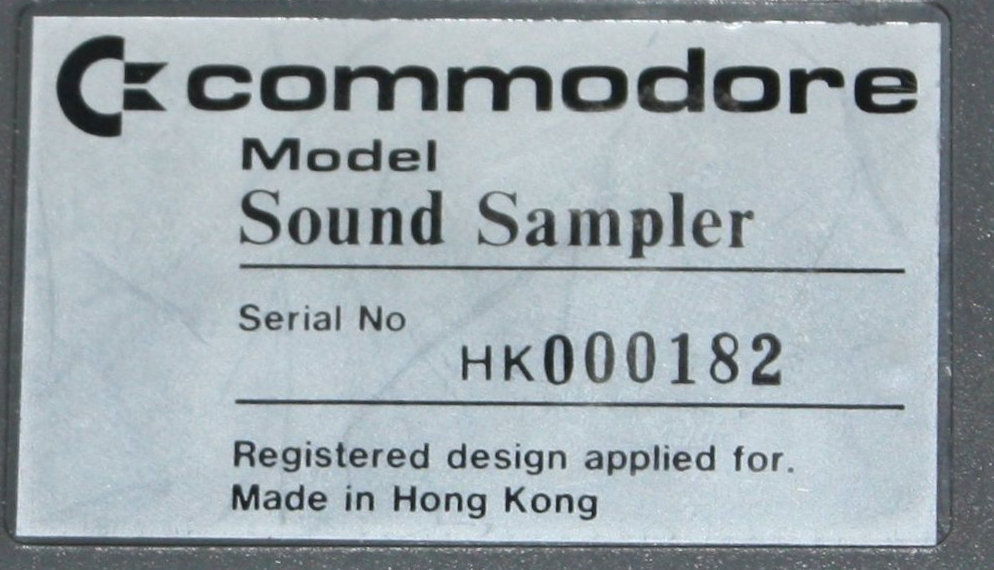 commodore
Model
Sound Sampler
Serial No
HK000182
Registered design applied for.
Made in Hong Kong